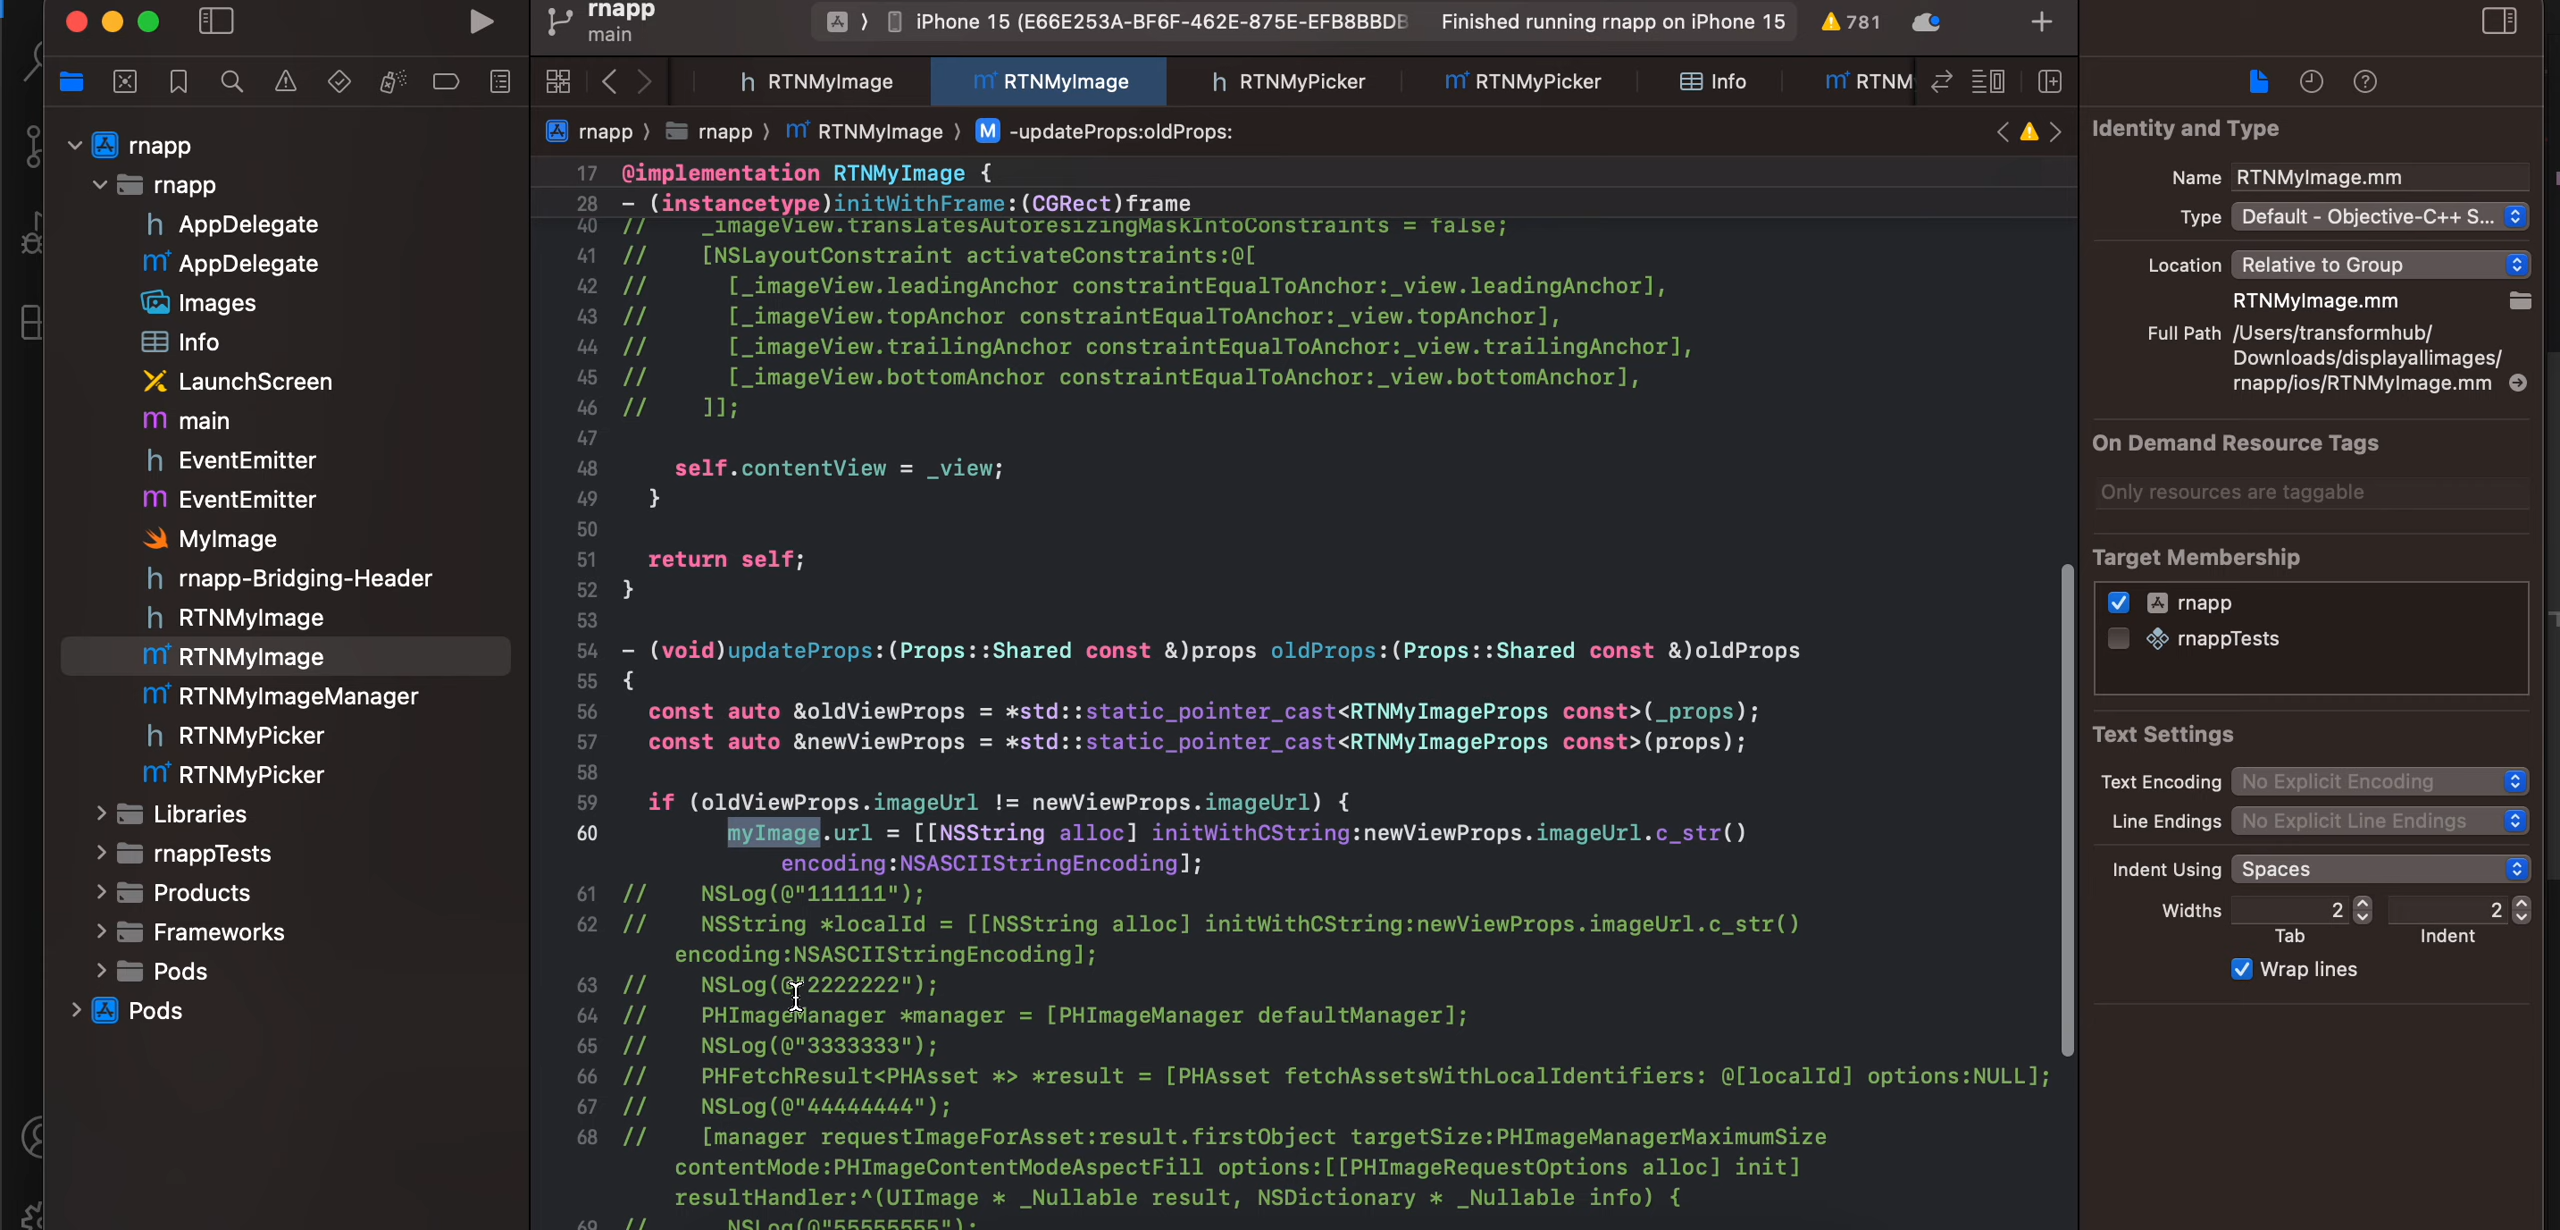 rnapp
main
iPhone 15 (E66E253A-BF6F-462E-875E-EFB8BBDB
Finished running rnapp on iPhone 15
781
RTNMyImage
RTNMyImage
RTNMyPicker
RTNMyPicker
Info
RTNM
rnapp
rnapp
RTNMyImage
M
-updateProps:oldProps:
rnapp
rnapp
AppDelegate
AppDelegate
Images
Info
LaunchScreen
main
EventEmitter
EventEmitter
MyImage
rnapp-Bridging-Header
RTNMyImage
RTNMyImage
RTNMyImageManager
RTNMyPicker
RTNMyPicker
Libraries
rnappTests
Products
Frameworks
Pods
Pods
17 @implementation RTNMyImage {
28 - (instancetype)initWithFrame:(CGRect)frame
40 // _imageView.translatesAutoresizingMaskIntoConstraints = false;
41 // [NSLayoutConstraint activateConstraints:@[
42 // [_imageView.leadingAnchor constraintEqualToAnchor:_view.leadingAnchor],
43 // [_imageView.topAnchor constraintEqualToAnchor:_view.topAnchor],
44 // [_imageView.trailingAnchor constraintEqualToAnchor:_view.trailingAnchor],
45 // [_imageView.bottomAnchor constraintEqualToAnchor:_view.bottomAnchor],
46 // ]];
47
48 self.contentView = _view;
49 }
50
51 return self;
52 }
53
54 - (void)updateProps:(Props::Shared const &)props oldProps:(Props::Shared const &)oldProps
55 {
56 const auto &oldViewProps = *std::static_pointer_cast<RTNMyImageProps const>(_props);
57 const auto &newViewProps = *std::static_pointer_cast<RTNMyImageProps const>(props);
58
59 if (oldViewProps.imageUrl != newViewProps.imageUrl) {
60 myImage.url = [[NSString alloc] initWithCString:newViewProps.imageUrl.c_str()
encoding:NSASCIIStringEncoding];
61 // NSLog(@"111111");
62 // NSString *localId = [[NSString alloc] initWithCString:newViewProps.imageUrl.c_str()
encoding:NSASCIIStringEncoding];
63 // NSLog(@"2222222");
64 // PHImageManager *manager = [PHImageManager defaultManager];
65 // NSLog(@"3333333");
66 // PHFetchResult<PHAsset *> *result = [PHAsset fetchAssetsWithLocalIdentifiers: @[localId] options:NULL];
67 // NSLog(@"44444444");
68 // [manager requestImageForAsset:result.firstObject targetSize:PHImageManagerMaximumSize
contentMode:PHImageContentModeAspectFill options:[[PHImageRequestOptions alloc] init]
resultHandler:^(UIImage * _Nullable result, NSDictionary * _Nullable info) {
69 // NSLog(@"55555555");
Identity and Type
Name RTNMyImage.mm
Type Default - Objective-C++ S...
Location Relative to Group
RTNMyImage.mm
Full Path /Users/transformhub/
Downloads/displayallimages/
rnapp/ios/RTNMyImage.mm
On Demand Resource Tags
Only resources are taggable
Target Membership
rnapp
rnappTests
Text Settings
Text Encoding No Explicit Encoding
Line Endings No Explicit Line Endings
Indent Using Spaces
Widths 2 2
Tab Indent
Wrap lines